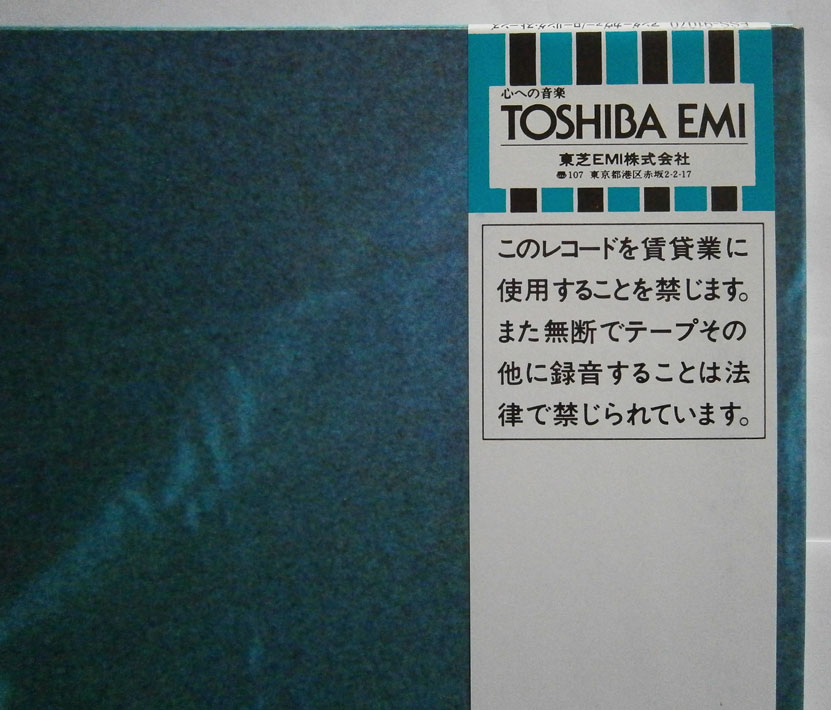 心への音楽
TOSHIBA EMI
東芝EMI株式会社
〠107 東京都港区赤坂2-2-17
このレコードを賃貸業に
使用することを禁じます。
また無断でテープその
他に録音することは法
律で禁じられています。